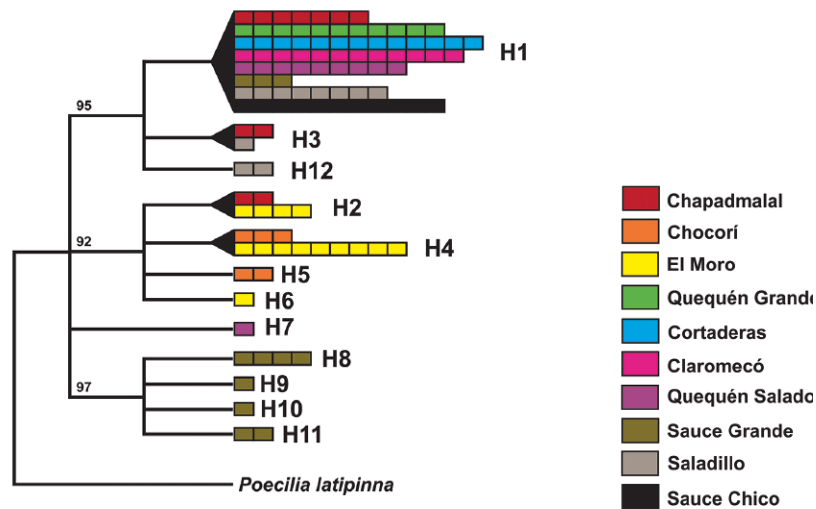 H1
95
H3
H12
H2
92
H4
H5
H6
H7
H8
97
H9
H10
H11
Poecilia latipinna
Chapadmalal
Chocorí
El Moro
Quequén Grande
Cortaderas
Claromecó
Quequén Salado
Sauce Grande
Saladillo
Sauce Chico